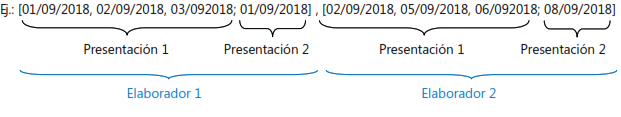 Ej.: [01/09/2018, 02/09/2018, 03/092018; 01/09/2018] , [02/09/2018, 05/09/2018, 06/092018; 08/09/2018]
Presentación 1 Presentación 2 Presentación 1 Presentación 2
Elaborador 1 Elaborador 2